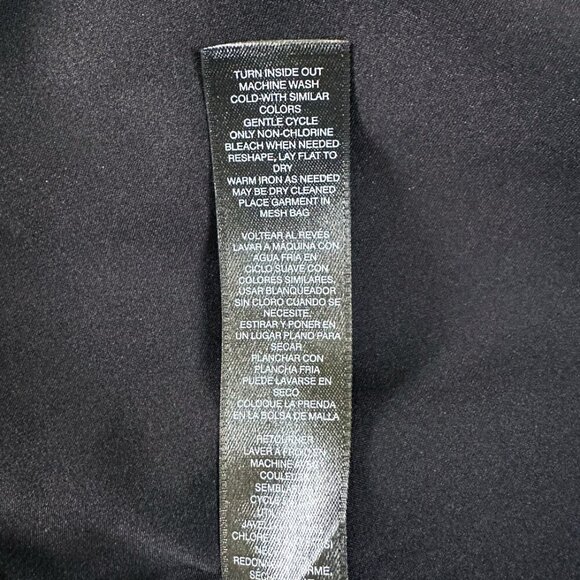 TURN INSIDE OUT
MACHINE WASH
COLD-WITH SIMILAR
COLORS
GENTLE CYCLE
ONLY NON-CHLORINE
BLEACH WHEN NEEDED
RESHAPE, LAY FLAT TO
DRY
WARM IRON AS NEEDED
MAY BE DRY CLEANED
PLACE GARMENT IN
MESH BAG
VOLTEAR AL REVÉS
LAVAR A MÁQUINA CON
AGUA FRÍA EN
CICLO SUAVE CON
COLORES SIMILARES.
USAR BLANQUEADOR
SIN CLORO CUANDO SE
NECESITE.
ESTIRAR Y PONER EN
UN LUGAR PLANO PARA
SECAR
PLANCHAR CON
PLANCHA FRIA
PUEDE LAVARSE EN
SECO
COLOQUE LA PRENDA
EN LA BOLSA DE MALLA
RETOURNER
LAVER À FROID EN
MACHINE